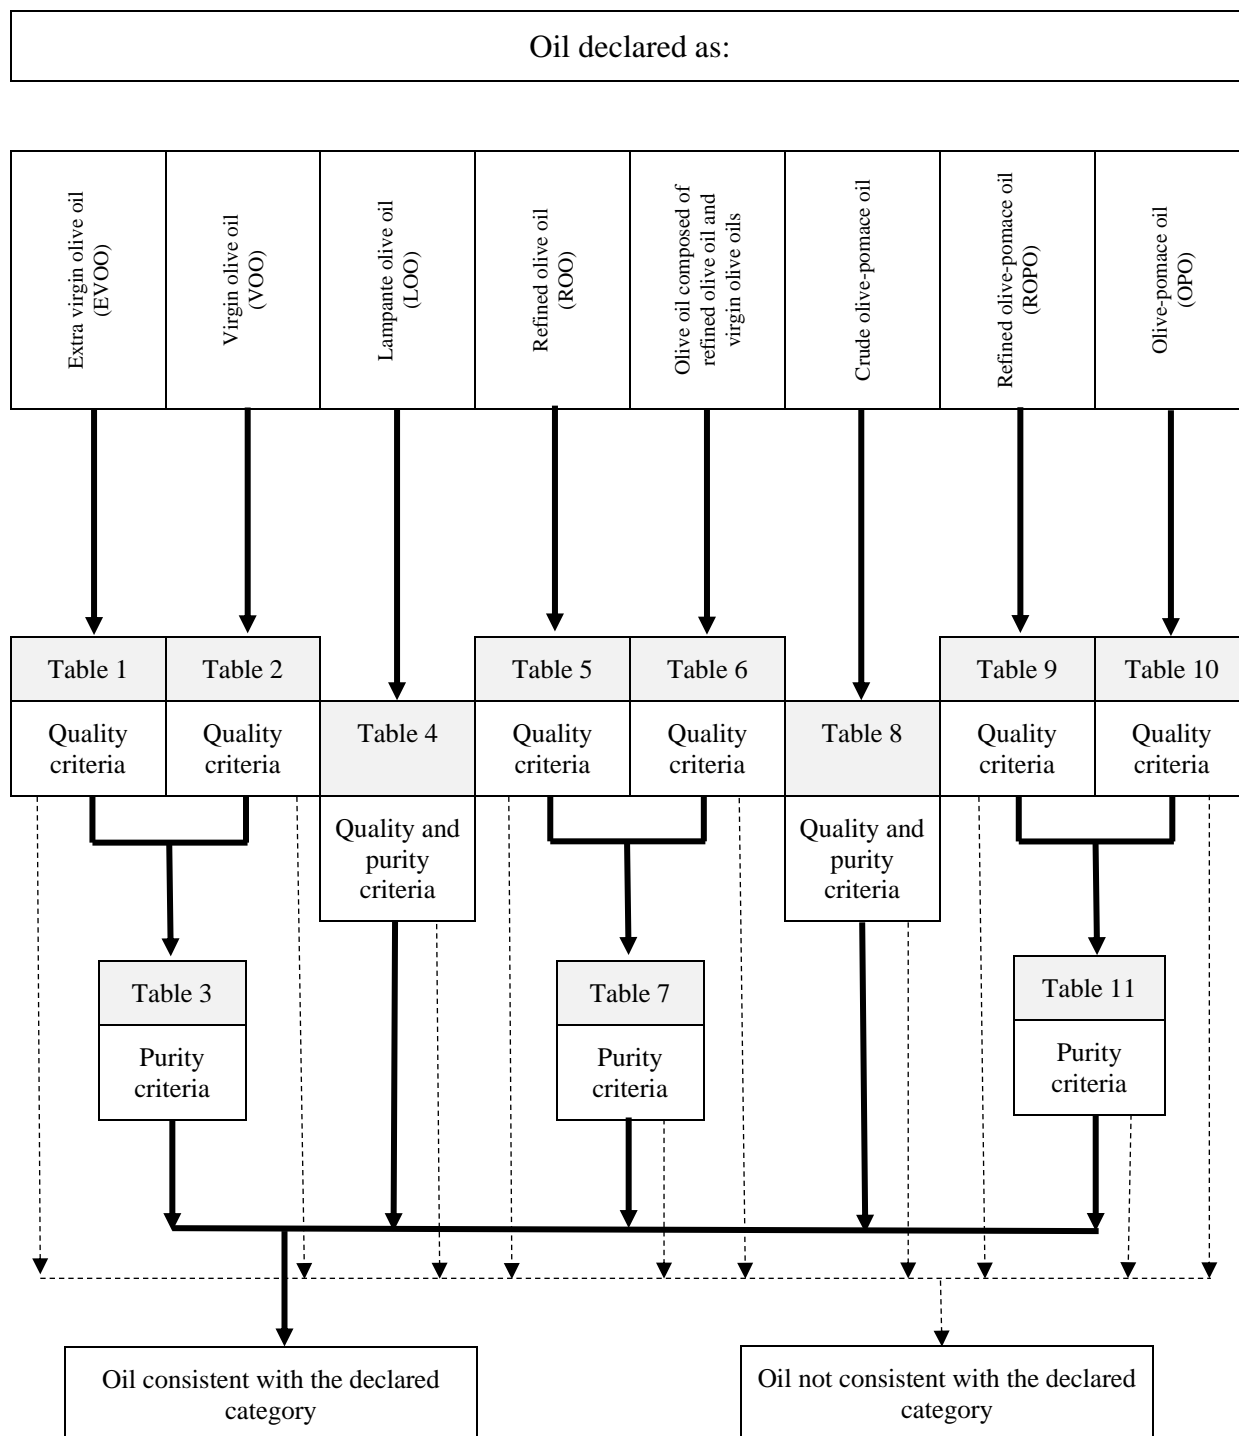 Oil declared as:
Extra virgin olive oil
(EVOO)
Virgin olive oil
(VOO)
Lampante olive oil
(LOO)
Refined olive oil
(ROO)
Olive oil composed of
refined olive oil and
virgin olive oils
Crude olive-pomace oil
Refined olive-pomace oil
(ROPO)
Olive-pomace oil
(OPO)
Table 1
Table 2
Table 5
Table 6
Table 9
Table 10
Quality
criteria
Quality
criteria
Table 4
Quality
criteria
Quality
criteria
Table 8
Quality
criteria
Quality
criteria
Quality and
purity
criteria
Quality and
purity
criteria
Table 3
Table 7
Table 11
Purity
criteria
Purity
criteria
Purity
criteria
Oil consistent with the declared
category
Oil not consistent with the declared
category